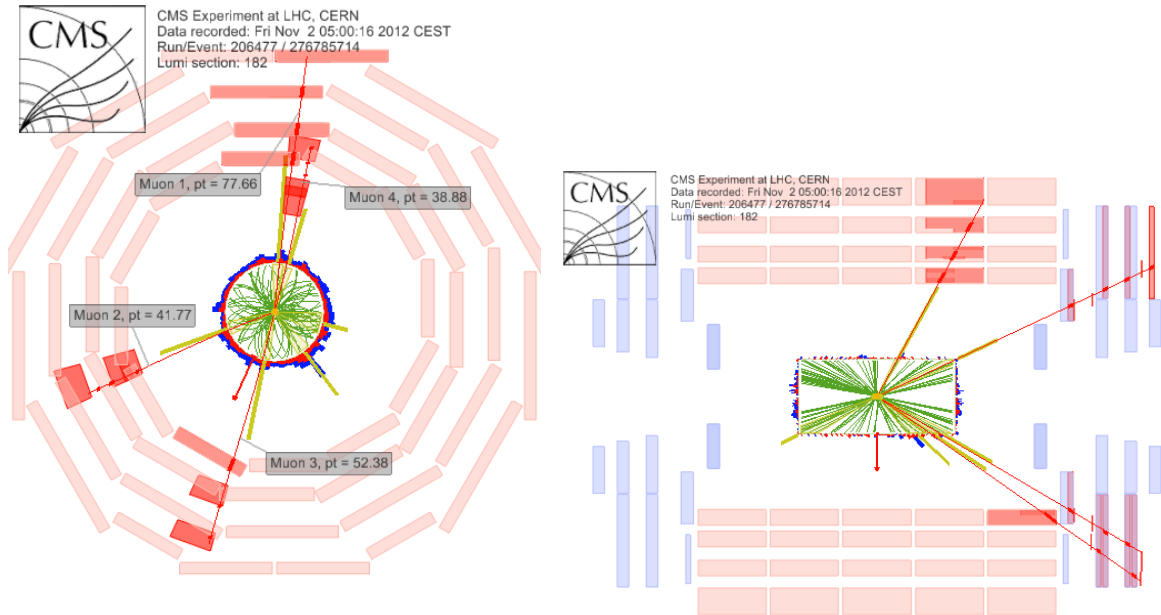 CMS
CMS Experiment at LHC, CERN
Data recorded: Fri Nov 2 05:00:16 2012 CEST
Run/Event: 206477 / 276785714
Lumi section: 182
Muon 1, pt = 77.66
Muon 4, pt = 38.88
Muon 2, pt = 41.77
Muon 3, pt = 52.38
CMS
CMS Experiment at LHC, CERN
Data recorded: Fri Nov 2 05:00:16 2012 CEST
Run/Event: 206477 / 276785714
Lumi section: 182